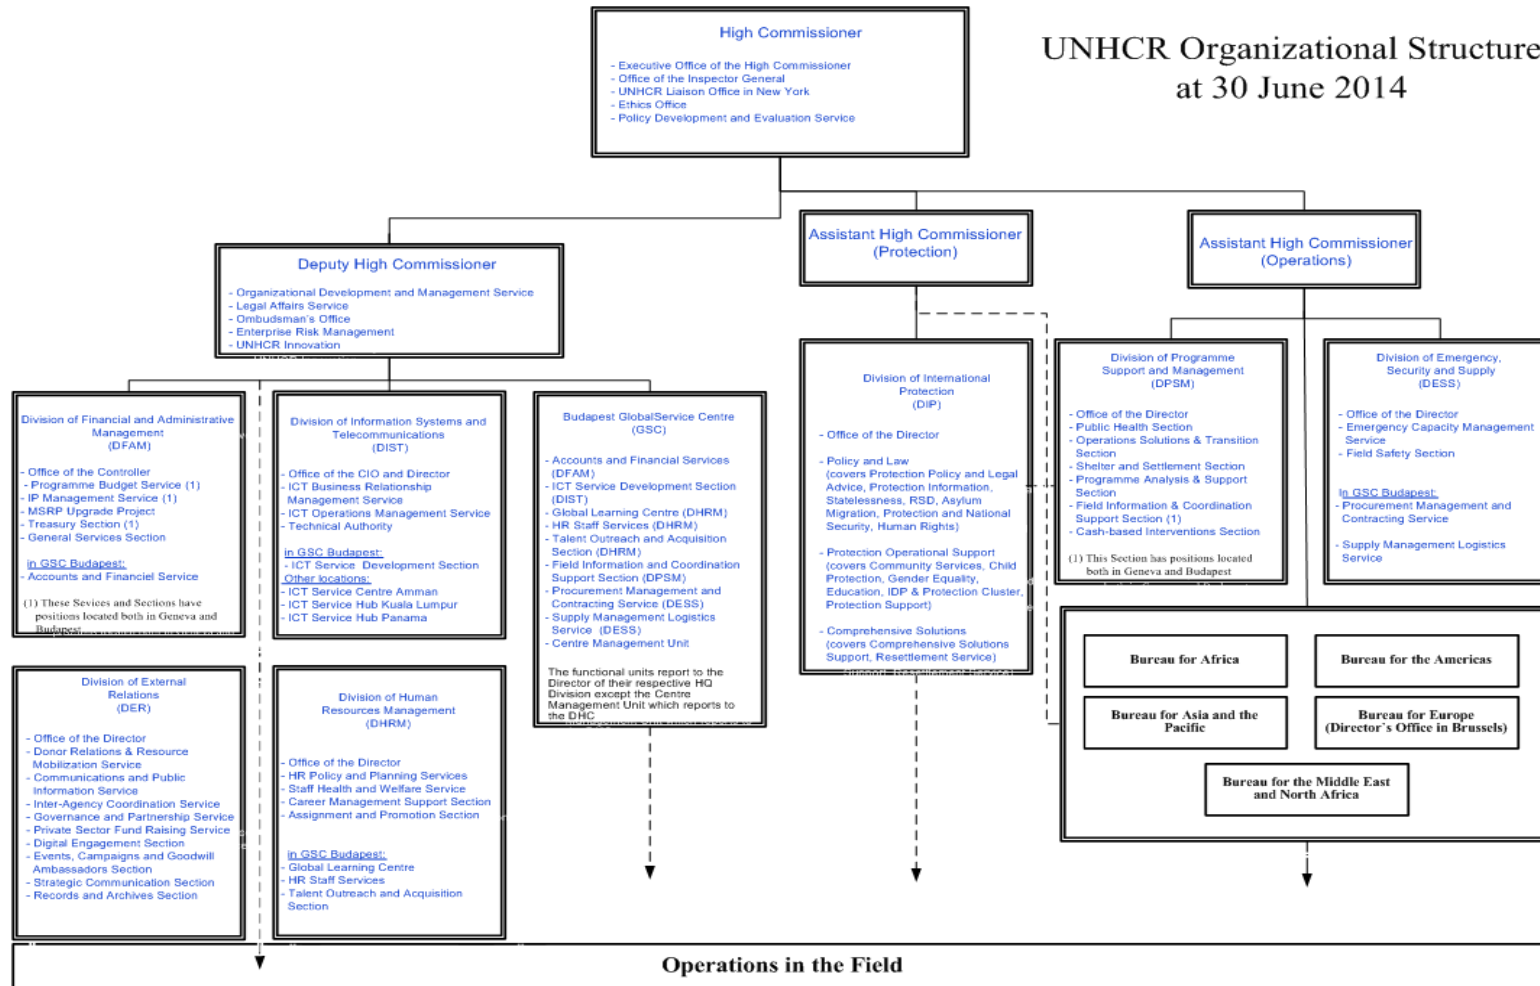 UNHCR Organizational Structure
at 30 June 2014
High Commissioner
- Executive Office of the High Commissioner
- Office of the Inspector General
- UNHCR Liaison Office in New York
- Ethics Office
- Policy Development and Evaluation Service
Deputy High Commissioner
- Organizational Development and Management Service
- Legal Affairs Service
- Ombudsman's Office
- Enterprise Risk Management
- UNHCR Innovation
Assistant High Commissioner
(Protection)
Assistant High Commissioner
(Operations)
Division of Financial and Administrative
Management
(DFAM)
- Office of the Controller
- Programme Budget Service (1)
- IP Management Service (1)
- MSRP Upgrade Project
- Treasury Section (1)
- General Services Section
in GSC Budapest:
- Accounts and Financiel Service
(1) These Sevices and Sections have
positions located both in Geneva and
Budapest
Division of Information Systems and
Telecommunications
(DIST)
- Office of the CIO and Director
- ICT Business Relationship
Management Service
- ICT Operations Management Service
- Technical Authority
in GSC Budapest:
- ICT Service Development Section
Other locations:
- ICT Service Centre Amman
- ICT Service Hub Kuala Lumpur
- ICT Service Hub Panama
Budapest GlobalService Centre
(GSC)
- Accounts and Financial Services
(DFAM)
- ICT Service Development Section
(DIST)
- Global Learning Centre (DHRM)
- HR Staff Services (DHRM)
- Talent Outreach and Acquisition
Section (DHRM)
- Field Information and Coordination
Support Section (DPSM)
- Procurement Management and
Contracting Service (DESS)
- Supply Management Logistics
Service (DESS)
- Centre Management Unit
The functional units report to the
Director of their respective HQ
Division except the Centre
Management Unit which reports to
the DHC
Division of International
Protection
(DIP)
- Office of the Director
- Policy and Law
(covers Protection Policy and Legal
Advice, Protection Information,
Statelessness, RSD, Asylum
Migration, Protection and National
Security, Human Rights)
- Protection Operational Support
(covers Community Services, Child
Protection, Gender Equality,
Education, IDP & Protection Cluster,
Protection Support)
- Comprehensive Solutions
(covers Comprehensive Solutions
Support, Resettlement Service)
Division of Programme
Support and Management
(DPSM)
- Office of the Director
- Public Health Section
- Operations Solutions & Transition
Section
- Shelter and Settlement Section
- Programme Analysis & Support
Section
- Field Information & Coordination
Support Section (1)
- Cash-based Interventions Section
(1) This Section has positions located
both in Geneva and Budapest
Division of Emergency,
Security and Supply
(DESS)
- Office of the Director
- Emergency Capacity Management
Service
- Field Safety Section
In GSC Budapest:
- Procurement Management and
Contracting Service
- Supply Management Logistics
Service
Division of External
Relations
(DER)
- Office of the Director
- Donor Relations & Resource
Mobilization Service
- Communications and Public
Information Service
- Inter-Agency Coordination Service
- Governance and Partnership Service
- Private Sector Fund Raising Service
- Digital Engagement Section
- Events, Campaigns and Goodwill
Ambassadors Section
- Strategic Communication Section
- Records and Archives Section
Division of Human
Resources Management
(DHRM)
- Office of the Director
- HR Policy and Planning Services
- Staff Health and Welfare Service
- Career Management Support Section
- Assignment and Promotion Section
in GSC Budapest:
- Global Learning Centre
- HR Staff Services
- Talent Outreach and Acquisition
Section
Bureau for Africa
Bureau for the Americas
Bureau for Asia and the
Pacific
Bureau for Europe
(Director's Office in Brussels)
Bureau for the Middle East
and North Africa
Operations in the Field